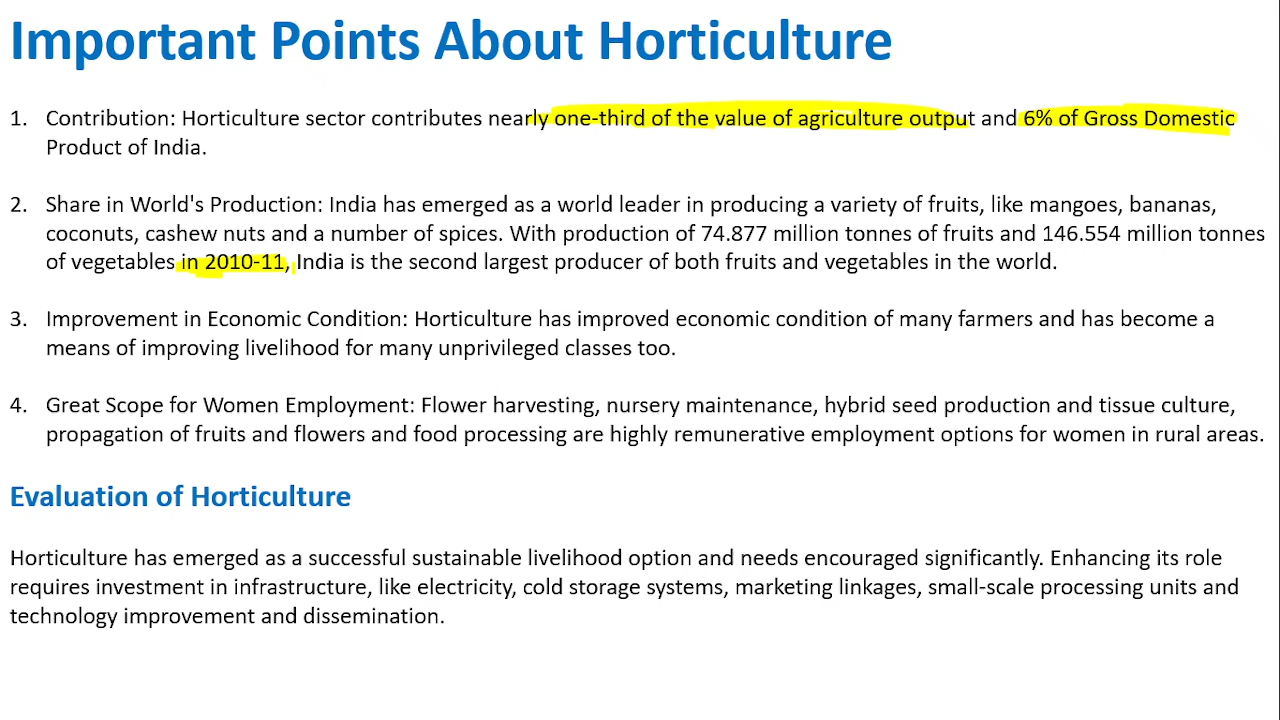 Important Points About Horticulture
1. Contribution: Horticulture sector contributes nearly one-third of the value of agriculture output and 6% of Gross Domestic
Product of India.
2. Share in World's Production: India has emerged as a world leader in producing a variety of fruits, like mangoes, bananas,
coconuts, cashew nuts and a number of spices. With production of 74.877 million tonnes of fruits and 146.554 million tonnes
of vegetables in 2010-11, India is the second largest producer of both fruits and vegetables in the world.
3. Improvement in Economic Condition: Horticulture has improved economic condition of many farmers and has become a
means of improving livelihood for many unprivileged classes too.
4. Great Scope for Women Employment: Flower harvesting, nursery maintenance, hybrid seed production and tissue culture,
propagation of fruits and flowers and food processing are highly remunerative employment options for women in rural areas.
Evaluation of Horticulture
Horticulture has emerged as a successful sustainable livelihood option and needs encouraged significantly. Enhancing its role
requires investment in infrastructure, like electricity, cold storage systems, marketing linkages, small-scale processing units and
technology improvement and dissemination.